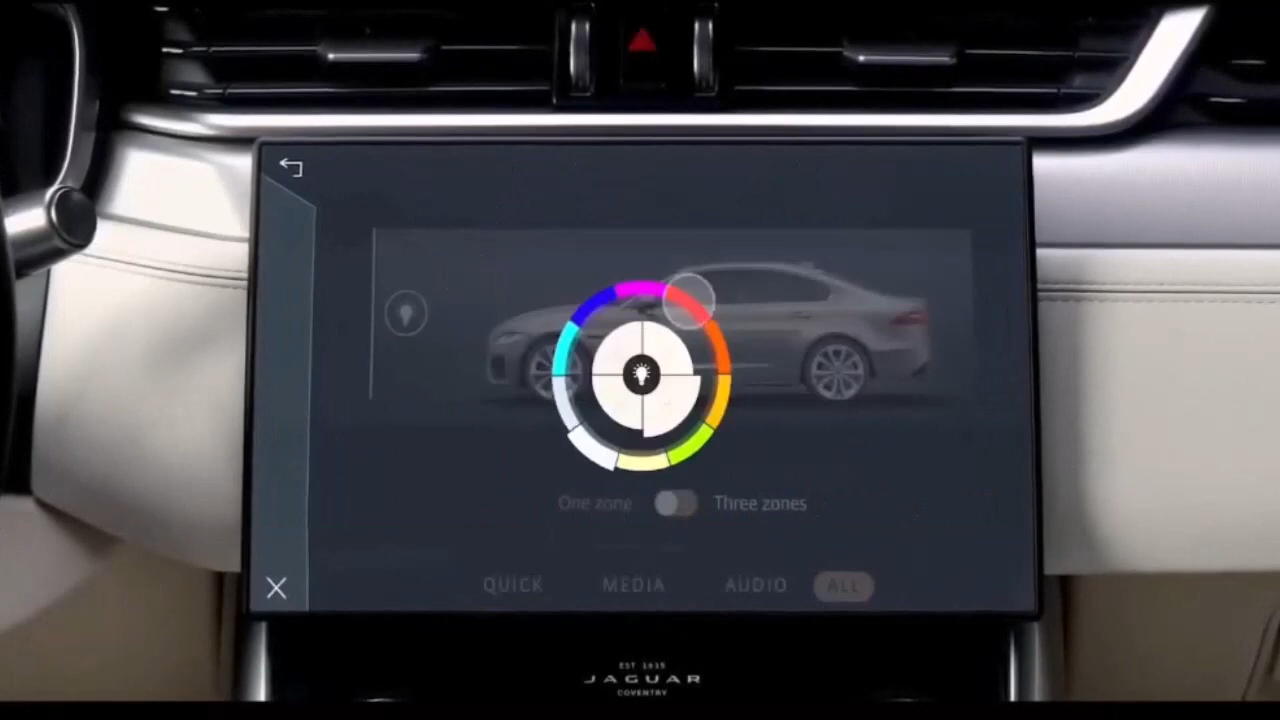 One zone Three zones
QUICK MEDIA AUDIO ALL
EST 1935
JAGUAR
COVENTRY